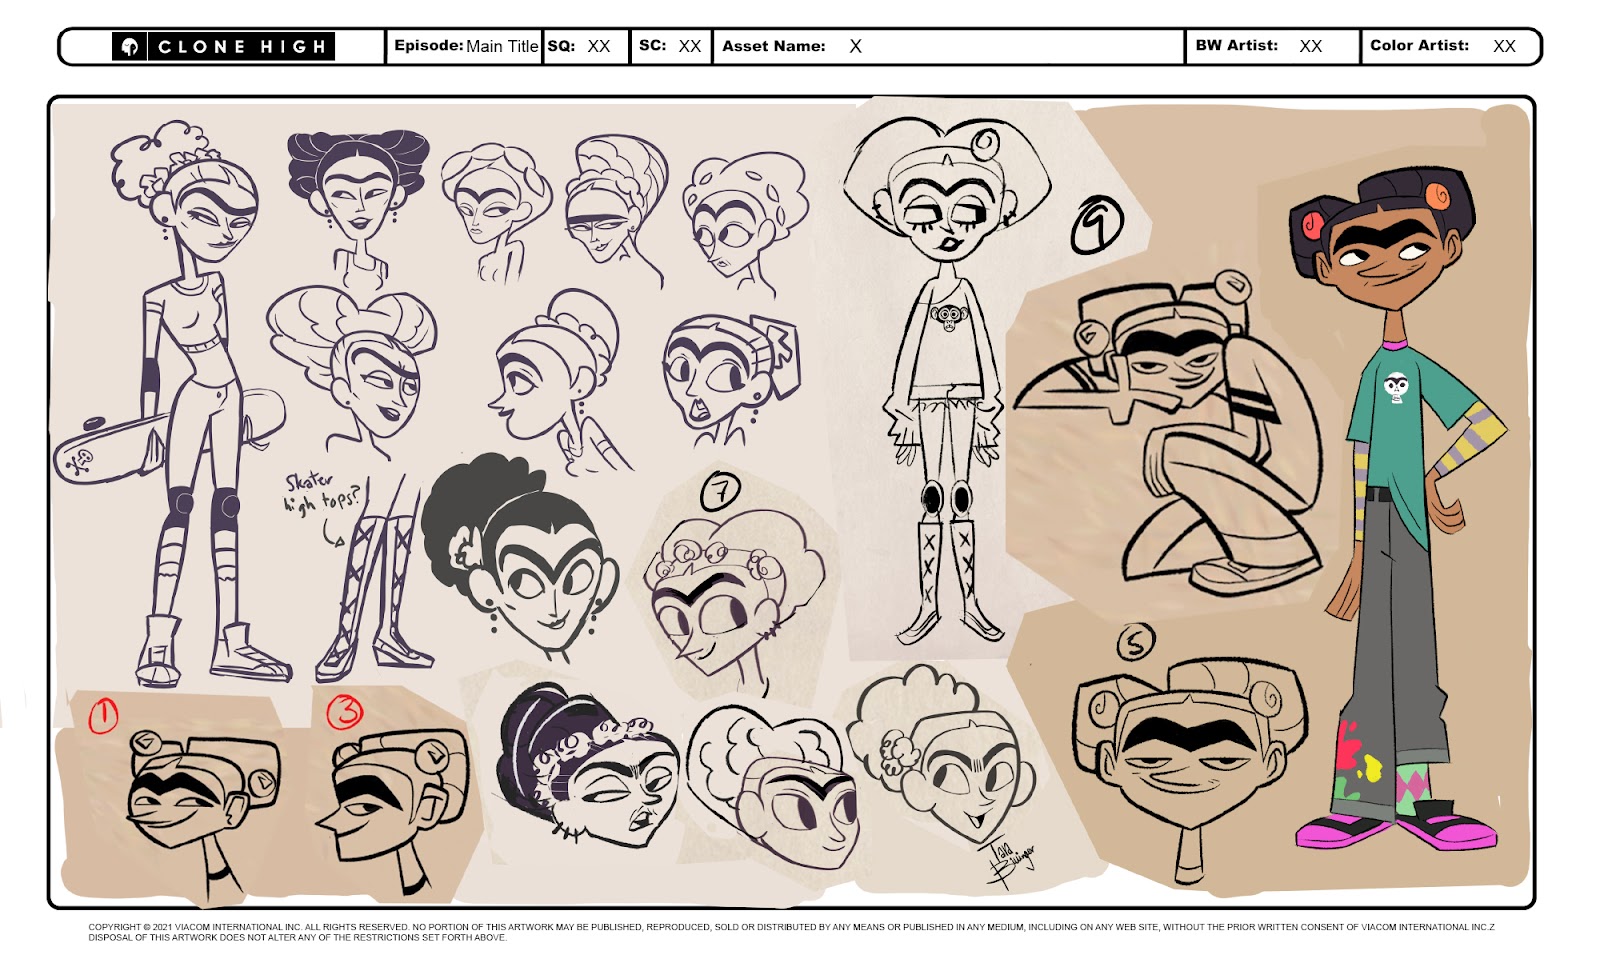 CLONE HIGH Episode: Main Title SQ: XX SC: XX Asset Name: X BW Artist: XX Color Artist: XX
9
Skater
high tops?
7
5
1
3
Tara
Billinger
COPYRIGHT © 2021 VIACOM INTERNATIONAL INC. ALL RIGHTS RESERVED. NO PORTION OF THIS ARTWORK MAY BE PUBLISHED, REPRODUCED, SOLD OR DISTRIBUTED BY ANY MEANS OR PUBLISHED IN ANY MEDIUM, INCLUDING ON ANY WEB SITE, WITHOUT THE PRIOR WRITTEN CONSENT OF VIACOM INTERNATIONAL INC.Z
DISPOSAL OF THIS ARTWORK DOES NOT ALTER ANY OF THE RESTRICTIONS SET FORTH ABOVE.